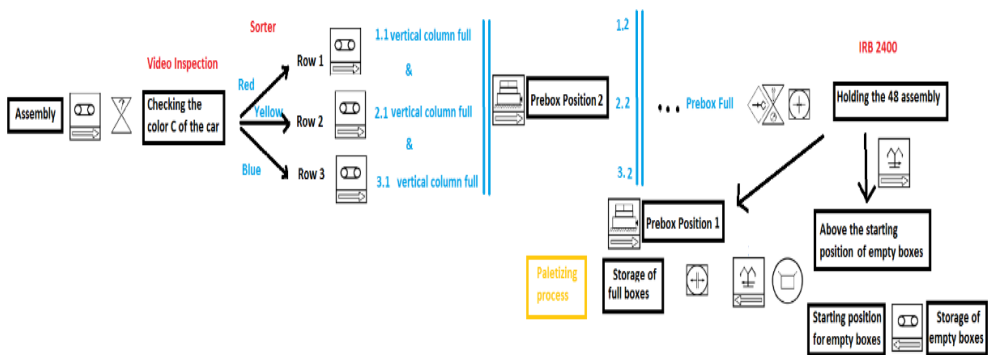 Assembly
Video Inspection
Checking the
color C of the car
Sorter
Red
Yellow
Blue
Row 1
Row 2
Row 3
1.1 vertical column full
&
2.1 vertical column full
&
3.1 vertical column full
Prebox Position 2
1.2
2.2
3.2
... Prebox Full
IRB 2400
Holding the 48 assembly
Prebox Position 1
Above the starting
position of empty boxes
Paletizing
process
Storage of
full boxes
Starting position
for empty boxes
Storage of
empty boxes